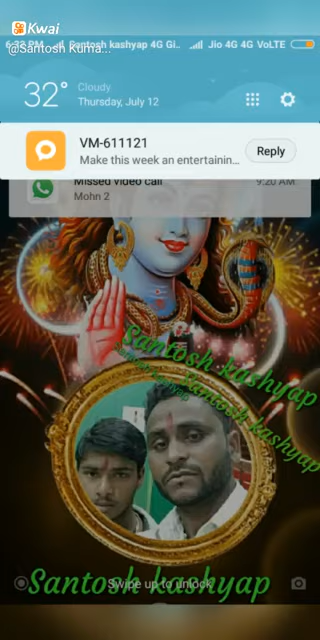 Kwai
@Santosh Kuma...
Santosh kashyap 4G Gi.. Jio 4G 4G VoLTE
32° Cloudy
Thursday, July 12
VM-611121
Make this week an entertainin... Reply
Missed video call 9:20 AM
Mohn 2
Santosh kashyap
Santosh kashyap
Santosh kashyap
Swipe up to unlock